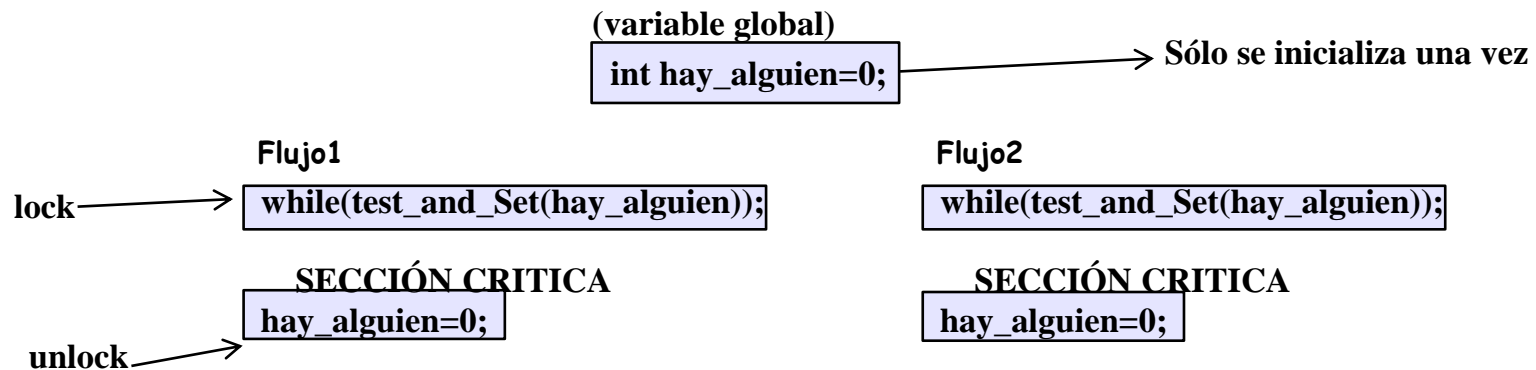 (variable global)
int hay_alguien=0;
Sólo se inicializa una vez
Flujo1
Flujo2
lock
while(test_and_Set(hay_alguien));
while(test_and_Set(hay_alguien));
SECCIÓN CRITICA
SECCIÓN CRITICA
hay_alguien=0;
hay_alguien=0;
unlock